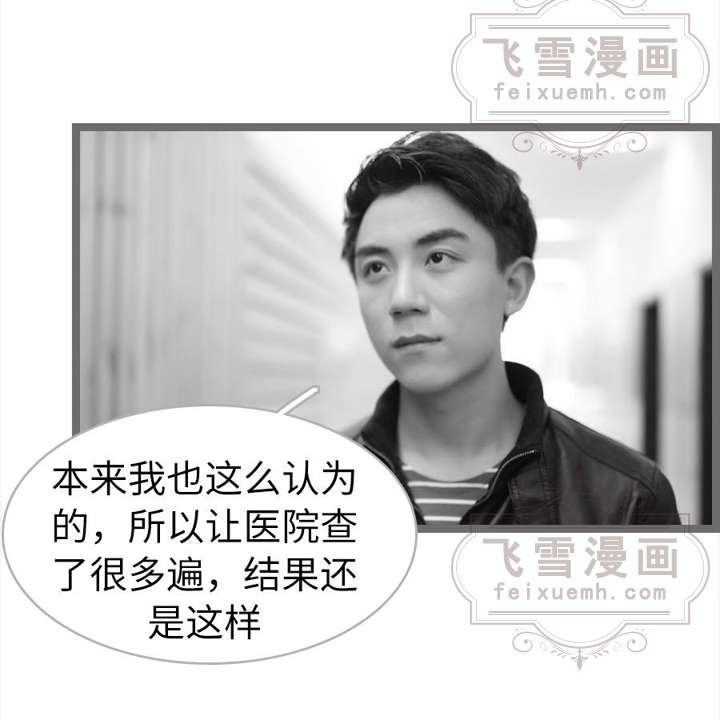 飞雪漫画
feixuemh.com
本来我也这么认为
的，所以让医院查
了很多遍，结果还
是这样
飞雪漫画
feixuemh.com